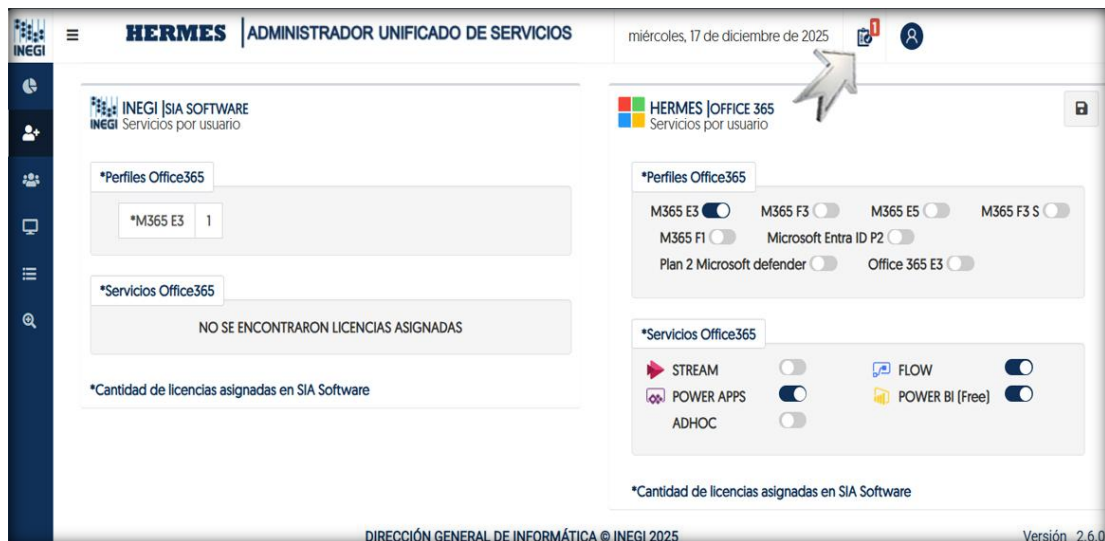 INEGI
HERMES | ADMINISTRADOR UNIFICADO DE SERVICIOS
miércoles, 17 de diciembre de 2025
1
INEGI
INEGI |SIA SOFTWARE
Servicios por usuario
*Perfiles Office365
*M365 E3 1
*Servicios Office365
NO SE ENCONTRARON LICENCIAS ASIGNADAS
*Cantidad de licencias asignadas en SIA Software
HERMES |OFFICE 365
Servicios por usuario
*Perfiles Office365
M365 E3 M365 F3 M365 E5 M365 F3 S
M365 F1 Microsoft Entra ID P2
Plan 2 Microsoft defender Office 365 E3
*Servicios Office365
STREAM FLOW
POWER APPS POWER BI (Free)
ADHOC
*Cantidad de licencias asignadas en SIA Software
DIRECCIÓN GENERAL DE INFORMÁTICA © INEGI 2025
Versión 2.6.0